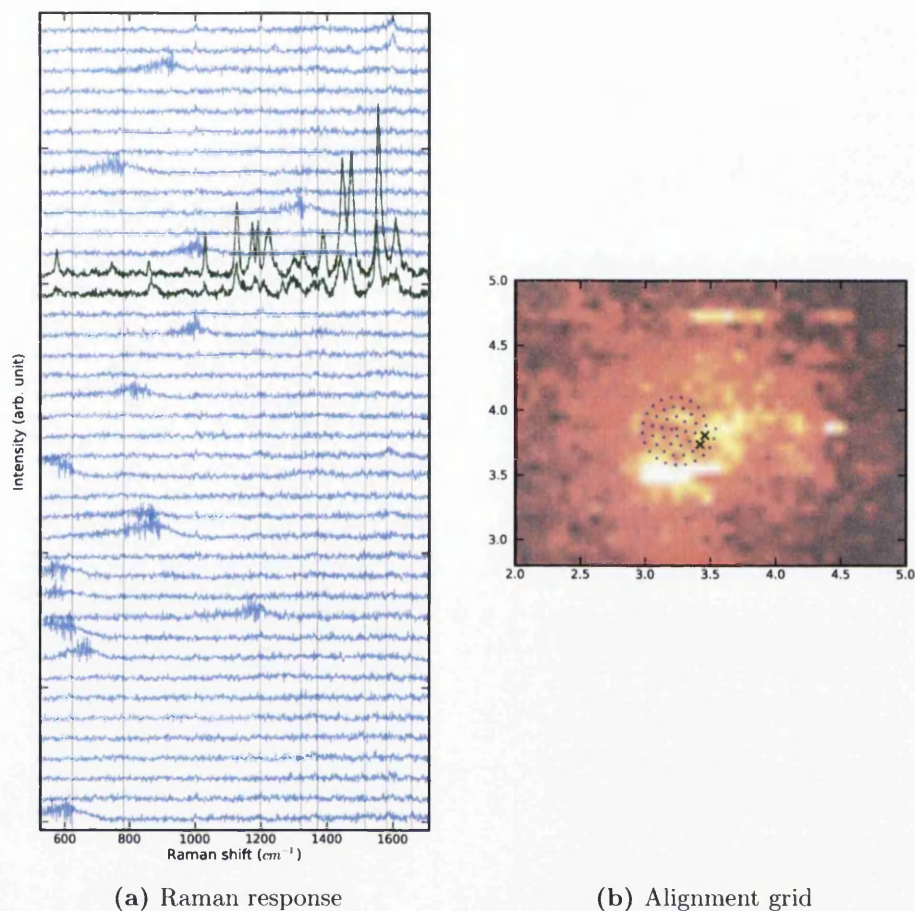 Intensity (arb. unit)
600 800 1000 1200 1400 1600
Raman shift (cm⁻¹)
(a) Raman response
5.0
4.5
4.0
3.5
3.0
2.0 2.5 3.0 3.5 4.0 4.5 5.0
(b) Alignment grid